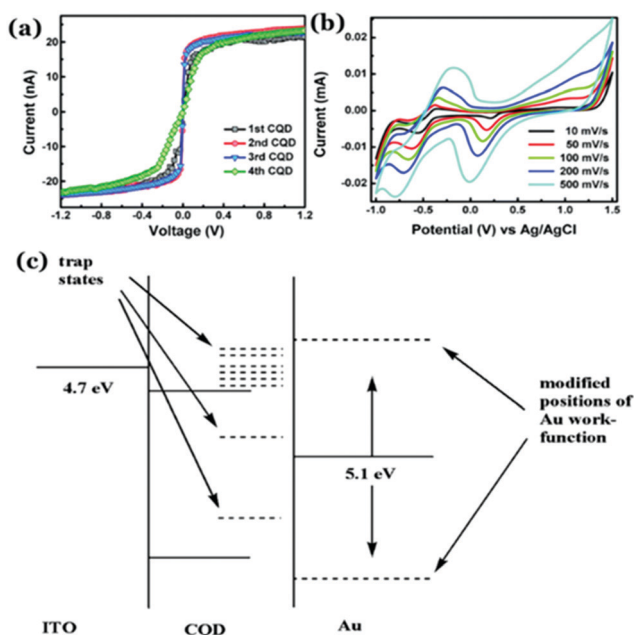 (a)
Current (nA)
20
10
0
-10
-20
1st CQD
2nd CQD
3rd CQD
4th CQD
-1.2 -0.8 -0.4 0.0 0.4 0.8 1.2
Voltage (V)
(b)
Current (mA)
0.02
0.01
0.00
-0.01
-0.02
10 mV/s
50 mV/s
100 mV/s
200 mV/s
500 mV/s
-1.0 -0.5 0.0 0.5 1.0 1.5
Potential (V) vs Ag/AgCl
(c)
trap
states
4.7 eV
5.1 eV
modified
positions of
Au work-
function
ITO CQD Au